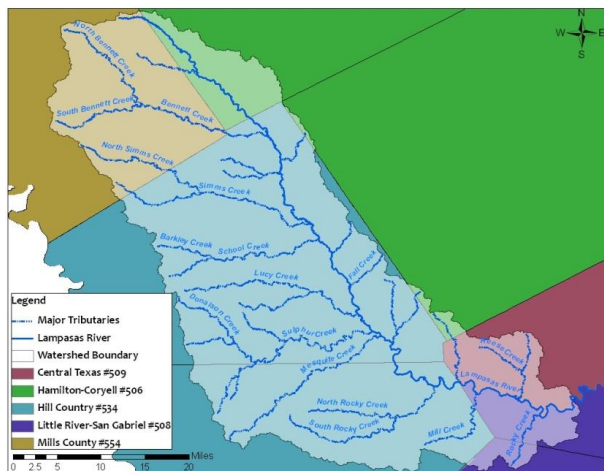 N
W E
S
North Bennett Creek
South Bennett Creek
Bennett Creek
North Simms Creek
Simms Creek
Barkley Creek
School Creek
Fall Creek
Lucy Creek
Donalson Creek
Sulphur Creek
Mesquite Creek
Reese Creek
Lampasas River
North Rocky Creek
South Rocky Creek
Mill Creek
Rocky Creek
Legend
Major Tributaries
Lampasas River
Watershed Boundary
Central Texas #509
Hamilton-Coryell #506
Hill Country #534
Little River-San Gabriel #508
Mills County #554
Miles
0 2.5 5 10 15 20